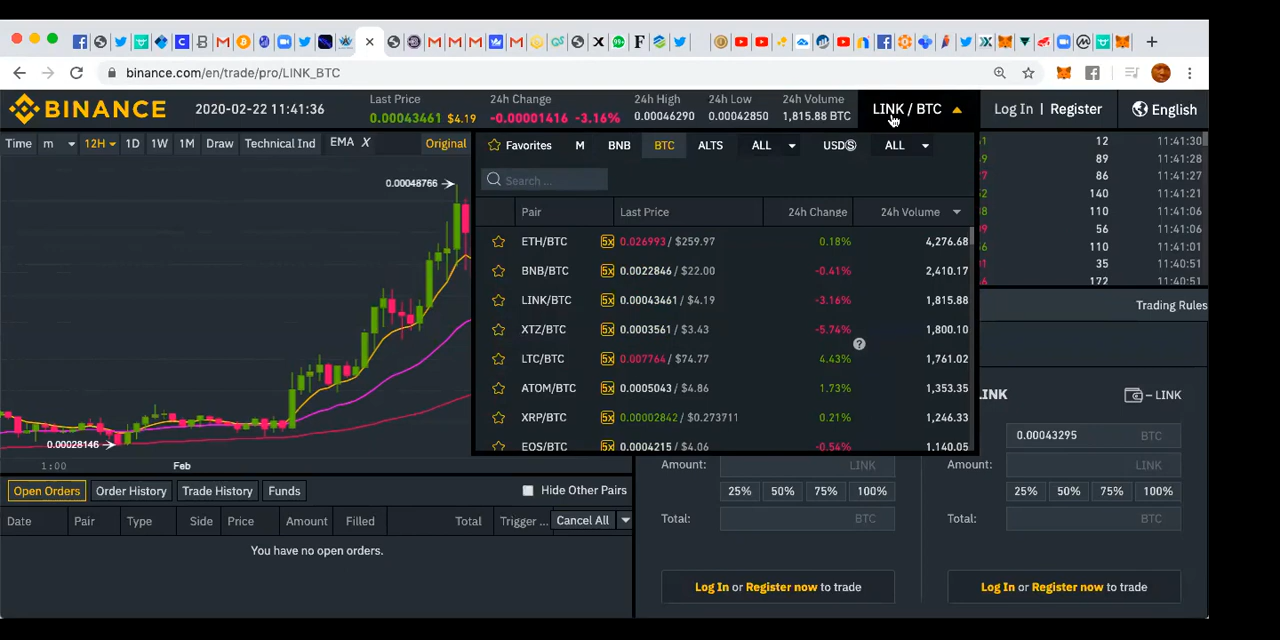 binance.com/en/trade/pro/LINK_BTC
BINANCE
2020-02-22 11:41:36
Last Price
0.00043461 $4.19
24h Change
-0.00001416 -3.16%
24h High
0.00046290
24h Low
0.00042850
24h Volume
1,815.88 BTC
LINK / BTC
Log In | Register
English
Time m 12H 1D 1W 1M Draw Technical Ind EMA X Original
Favorites M BNB BTC ALTS ALL USDⓈ ALL
Search ...
Pair Last Price 24h Change 24h Volume
ETH/BTC 5x 0.026993 / $259.97 0.18% 4,276.68
BNB/BTC 5x 0.0022846 / $22.00 -0.41% 2,410.17
LINK/BTC 5x 0.00043461 / $4.19 -3.16% 1,815.88
XTZ/BTC 5x 0.0003561 / $3.43 -5.74% 1,800.10
LTC/BTC 5x 0.007764 / $74.77 4.43% 1,761.02
ATOM/BTC 5x 0.0005043 / $4.86 1.73% 1,353.35
XRP/BTC 5x 0.00002842 / $0.273711 0.21% 1,246.33
EOS/BTC 5x 0.0004215 / $4.06 -0.54% 1,140.05
12 11:41:30
89 11:41:28
86 11:41:27
140 11:41:21
110 11:41:06
56 11:41:06
110 11:41:01
35 11:40:51
172 11:40:51
0.00048766
0.00028146
1:00 Feb
Trading Rules
LINK
– LINK
0.00043295 BTC
Amount: LINK
Amount: LINK
25% 50% 75% 100%
25% 50% 75% 100%
Total: BTC
Total: BTC
Log In or Register now to trade
Log In or Register now to trade
Open Orders Order History Trade History Funds Hide Other Pairs
Date Pair Type Side Price Amount Filled Total Trigger ... Cancel All
You have no open orders.